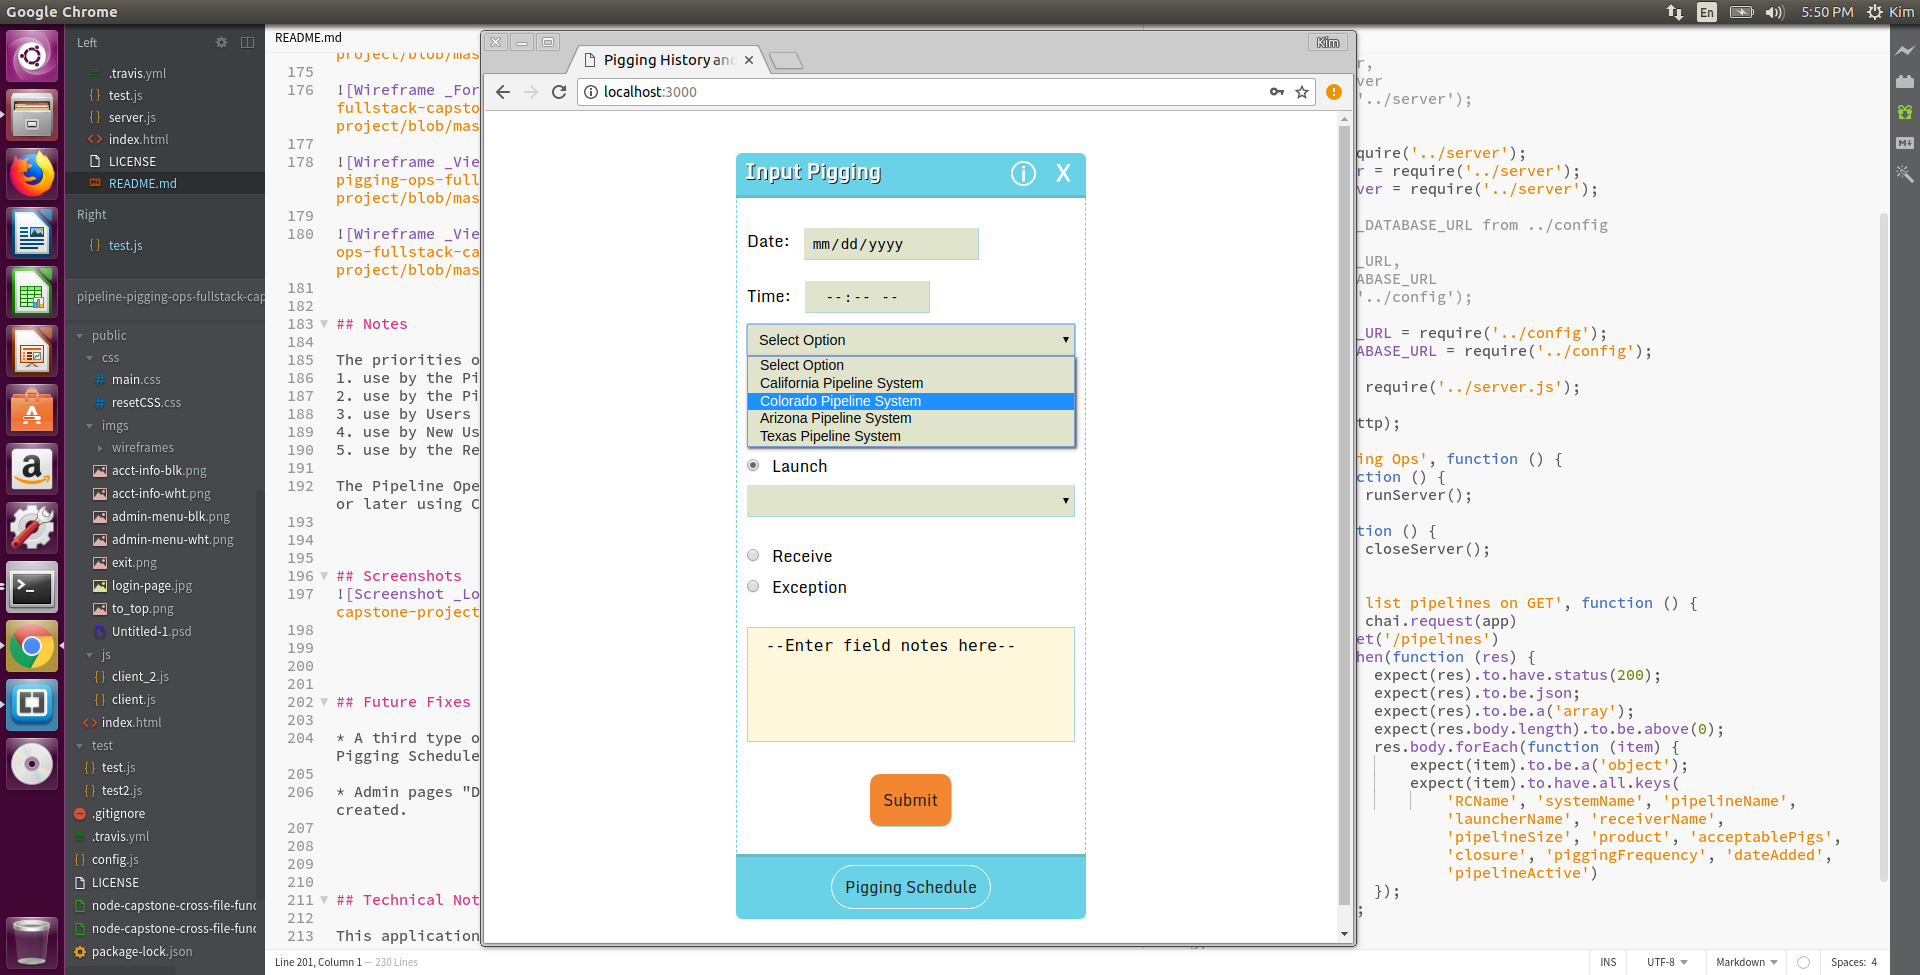 Google Chrome
En
5:50 PM
Kim
Left
.travis.yml
test.js
server.js
index.html
LICENSE
README.md
Right
test.js
pipeline-pigging-ops-fullstack-cap
public
css
main.css
resetCSS.css
imgs
wireframes
acct-info-blk.png
acct-info-wht.png
admin-menu-blk.png
admin-menu-wht.png
exit.png
login-page.jpg
to_top.png
Untitled-1.psd
js
client_2.js
client.js
index.html
test
test.js
test2.js
.gitignore
.travis.yml
config.js
LICENSE
node-capstone-cross-file-func
node-capstone-cross-file-func
package-lock.json
README.md
project/blob/mas
175
176 ![Wireframe _For
fullstack-capsto
project/blob/mas
177
178 ![Wireframe _Vie
pigging-ops-full
project/blob/mas
179
180 ![Wireframe _Vie
ops-fullstack-ca
project/blob/mas
181
182
183 ## Notes
184
185 The priorities o
186 1. use by the Pi
187 2. use by the Pi
188 3. use by Users
189 4. use by New Us
190 5. use by the Re
191
192 The Pipeline Ope
or later using C
193
194
195
196 ## Screenshots
197 ![Screenshot _Lo
capstone-project
198
199
200
201
202 ## Future Fixes
203
204 * A third type o
Pigging Schedule
205
206 * Admin pages "D
created.
207
208
209
210
211 ## Technical Not
212
213 This application
Line 201, Column 1 — 230 Lines
Kim
Pigging History an
localhost:3000
Input Pigging
i X
Date: mm/dd/yyyy
Time: --:-- --
Select Option
Select Option
California Pipeline System
Colorado Pipeline System
Arizona Pipeline System
Texas Pipeline System
Launch
Receive
Exception
--Enter field notes here--
Submit
Pigging Schedule
r,
ver
'../server');
quire('../server');
r = require('../server');
ver = require('../server');
_DATABASE_URL from ../config
_URL,
ABASE_URL
'../config');
_URL = require('../config');
ABASE_URL = require('../config');
require('../server.js');
ttp);
ing Ops', function () {
ction () {
runServer();
tion () {
closeServer();
list pipelines on GET', function () {
chai.request(app)
et('/pipelines')
hen(function (res) {
expect(res).to.have.status(200);
expect(res).to.be.json;
expect(res).to.be.a('array');
expect(res.body.length).to.be.above(0);
res.body.forEach(function (item) {
expect(item).to.be.a('object');
expect(item).to.have.all.keys(
'RCName', 'systemName', 'pipelineName',
'launcherName', 'receiverName',
'pipelineSize', 'product', 'acceptablePigs',
'closure', 'piggingFrequency', 'dateAdded',
'pipelineActive')
});
;
INS
UTF-8
Markdown
Spaces: 4